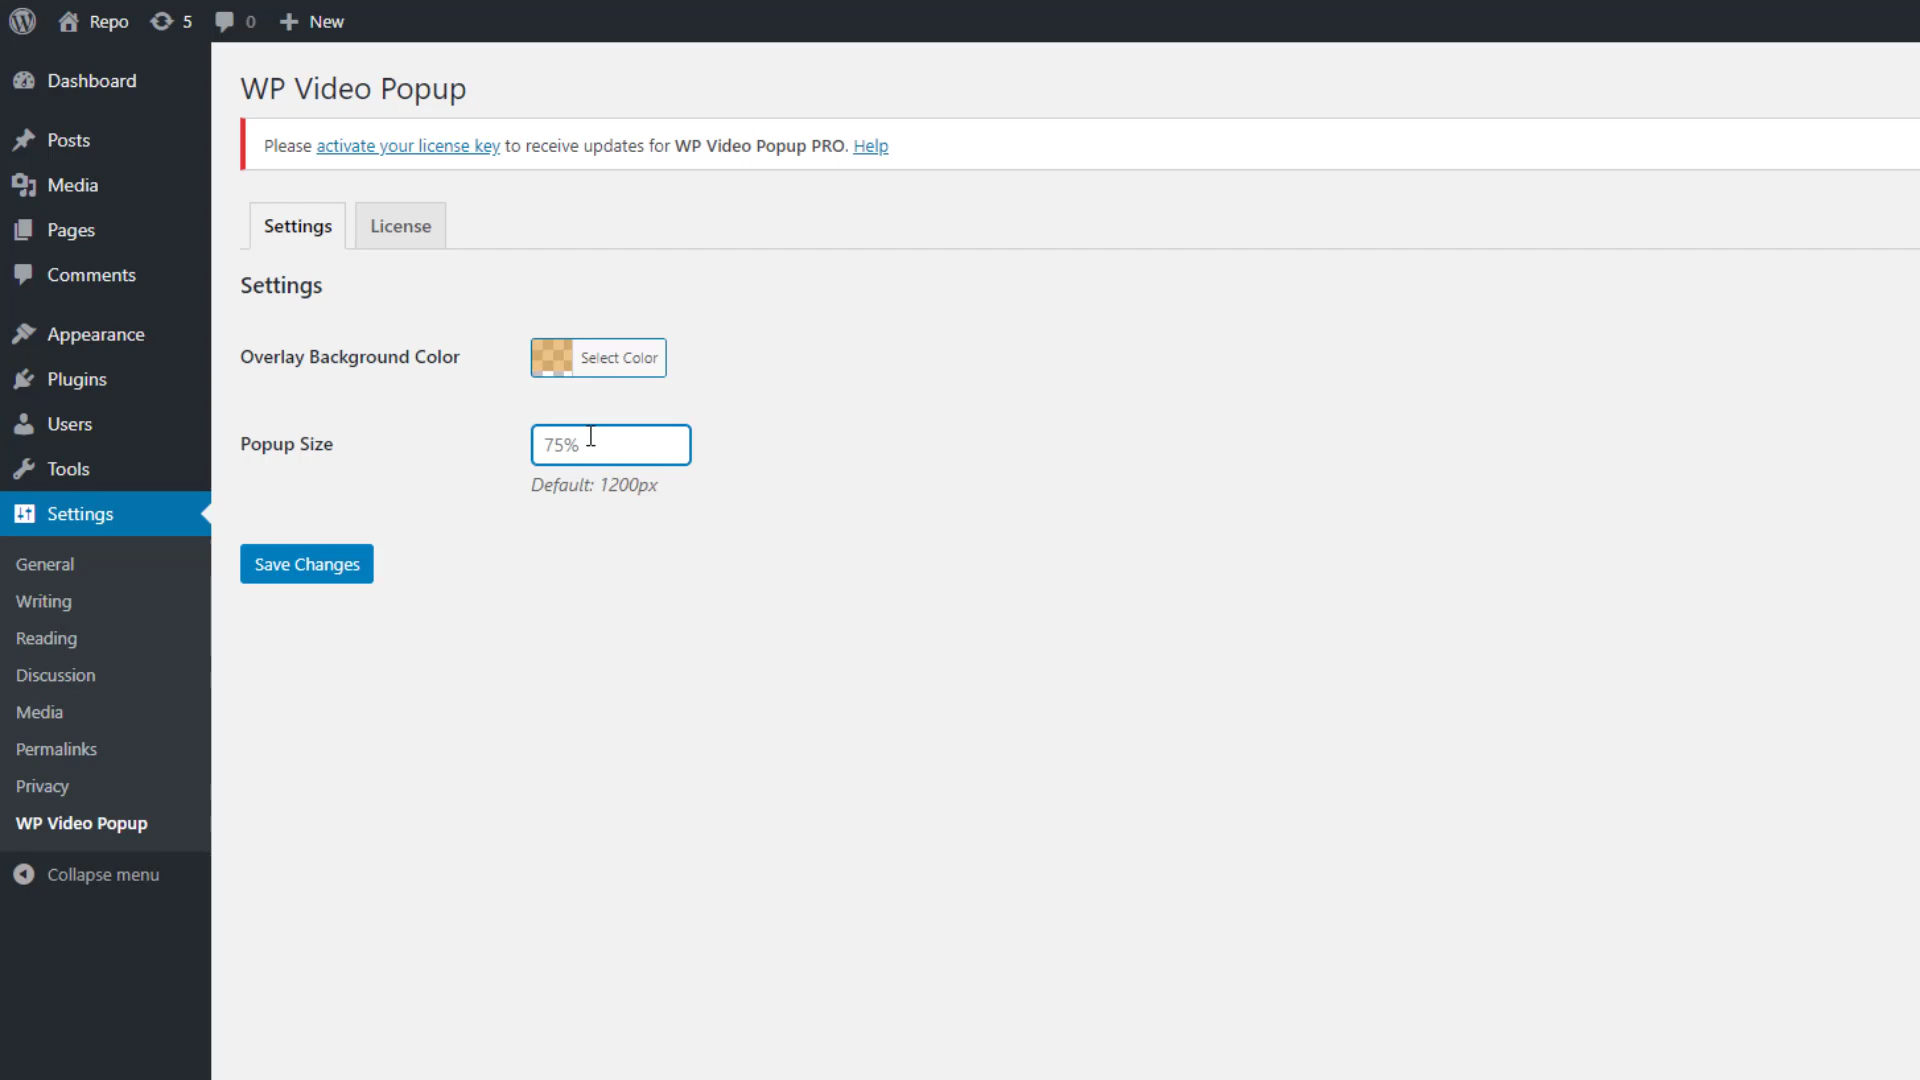 Repo 5 0 New
Dashboard
Posts
Media
Pages
Comments
Appearance
Plugins
Users
Tools
Settings
General
Writing
Reading
Discussion
Media
Permalinks
Privacy
WP Video Popup
Collapse menu
WP Video Popup
Please activate your license key to receive updates for WP Video Popup PRO. Help
Settings License
Settings
Overlay Background Color Select Color
Popup Size 75%
Default: 1200px
Save Changes